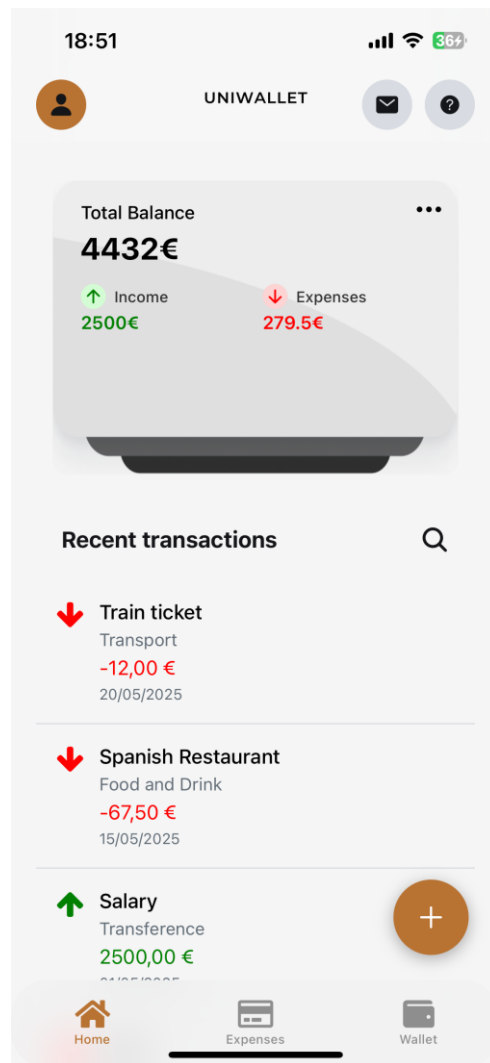 18:51
36
UNIWALLET
?
Total Balance
4432€
Income
Expenses
2500€
279.5€
Recent transactions
Train ticket
Transport
-12,00 €
20/05/2025
Spanish Restaurant
Food and Drink
-67,50 €
15/05/2025
Salary
Transference
2500,00 €
Home
Expenses
Wallet